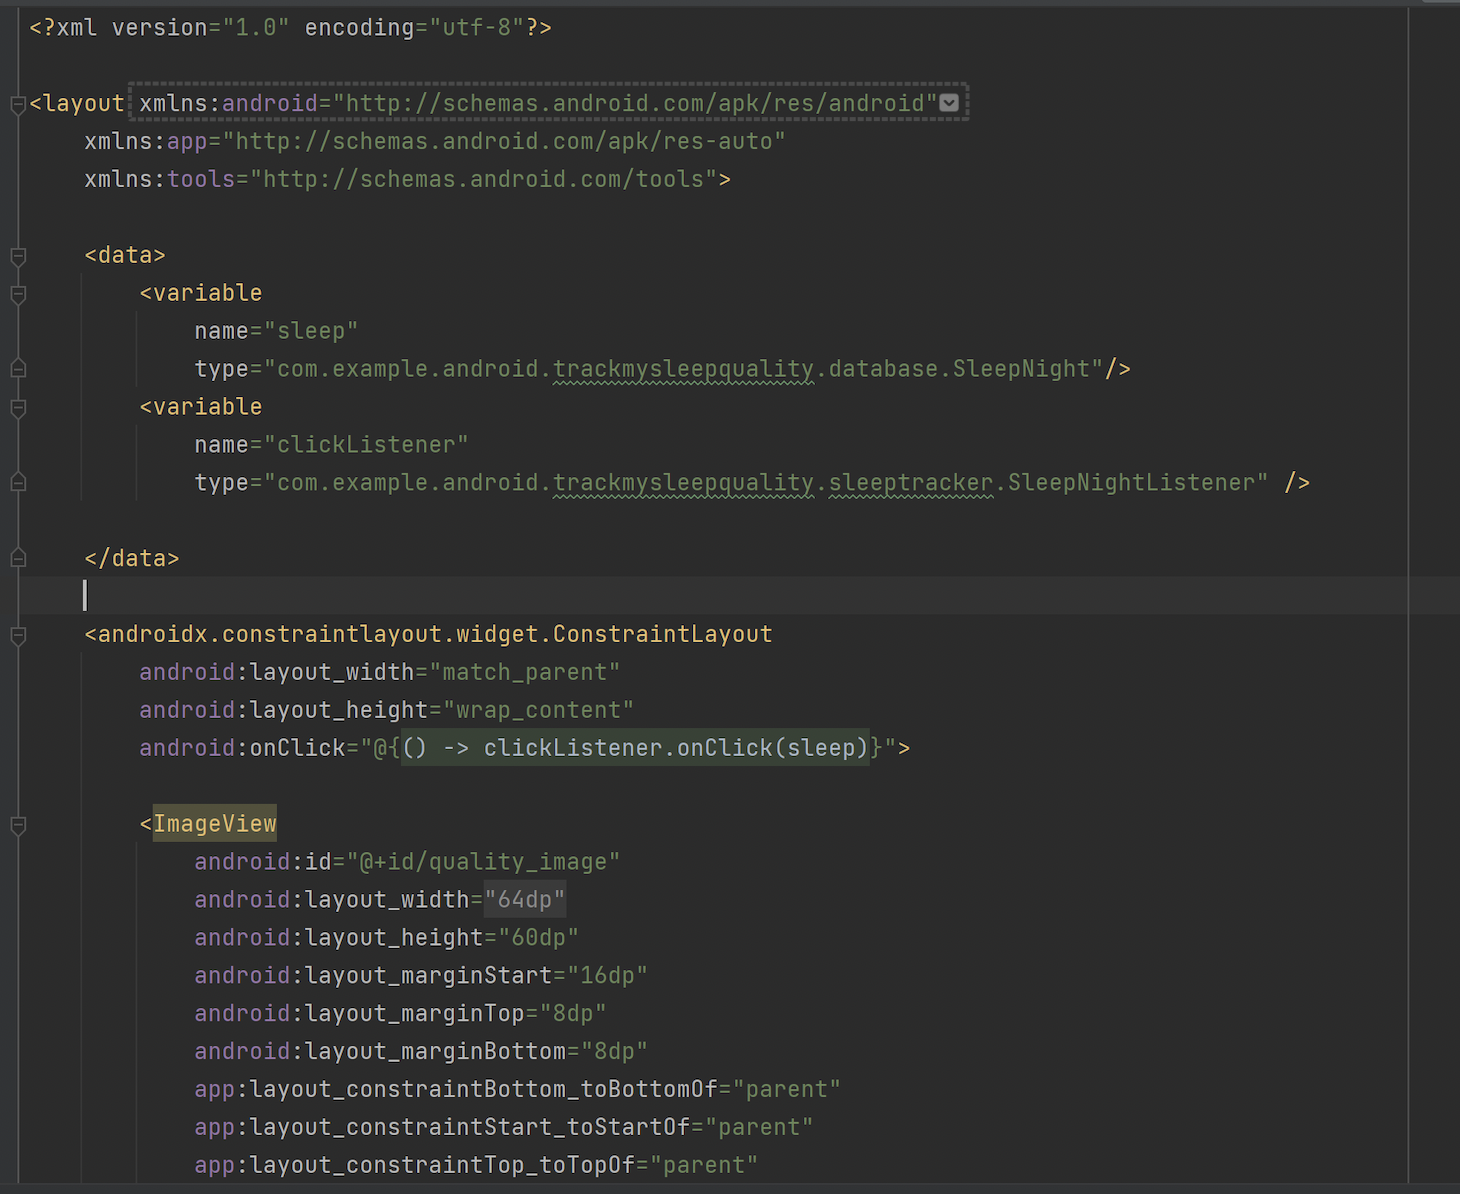 <?xml version="1.0" encoding="utf-8"?>
<layout xmlns:android="http://schemas.android.com/apk/res/android"
xmlns:app="http://schemas.android.com/apk/res-auto"
xmlns:tools="http://schemas.android.com/tools">
<data>
<variable
name="sleep"
type="com.example.android.trackmysleepquality.database.SleepNight"/>
<variable
name="clickListener"
type="com.example.android.trackmysleepquality.sleeptracker.SleepNightListener" />
</data>
<androidx.constraintlayout.widget.ConstraintLayout
android:layout_width="match_parent"
android:layout_height="wrap_content"
android:onClick="@{() -> clickListener.onClick(sleep)}">
<ImageView
android:id="@+id/quality_image"
android:layout_width="64dp"
android:layout_height="60dp"
android:layout_marginStart="16dp"
android:layout_marginTop="8dp"
android:layout_marginBottom="8dp"
app:layout_constraintBottom_toBottomOf="parent"
app:layout_constraintStart_toStartOf="parent"
app:layout_constraintTop_toTopOf="parent"